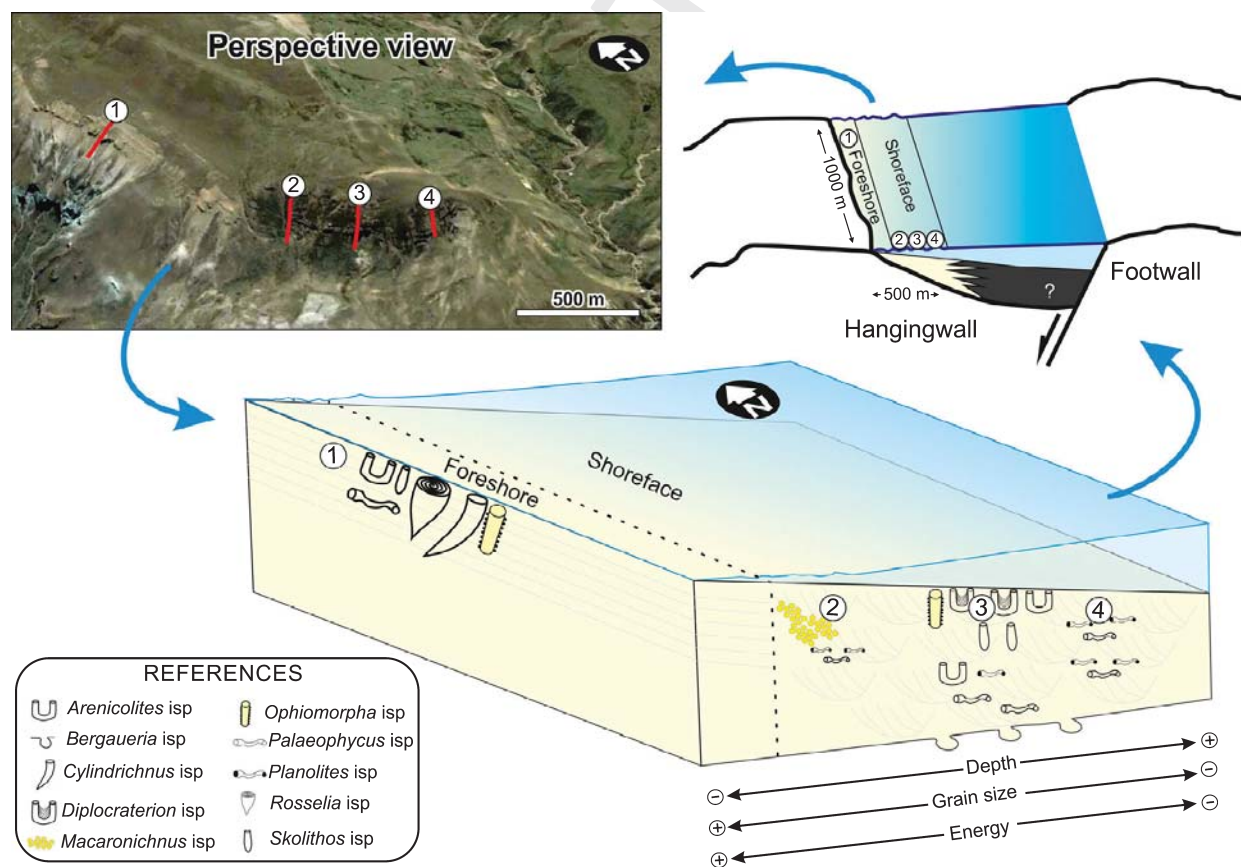 Perspective view
N
1
2
3
4
500 m
N
1
1000 m
Foreshore
Shoreface
2 3 4
500 m
?
Footwall
Hangingwall
N
1
Foreshore
Shoreface
2
3
4
Depth
- +
Grain size
+ -
Energy
+ -
REFERENCES
Arenicolites isp
Bergaueria isp
Cylindrichnus isp
Diplocraterion isp
Macaronichnus isp
Ophiomorpha isp
Palaeophycus isp
Planolites isp
Rosselia isp
Skolithos isp